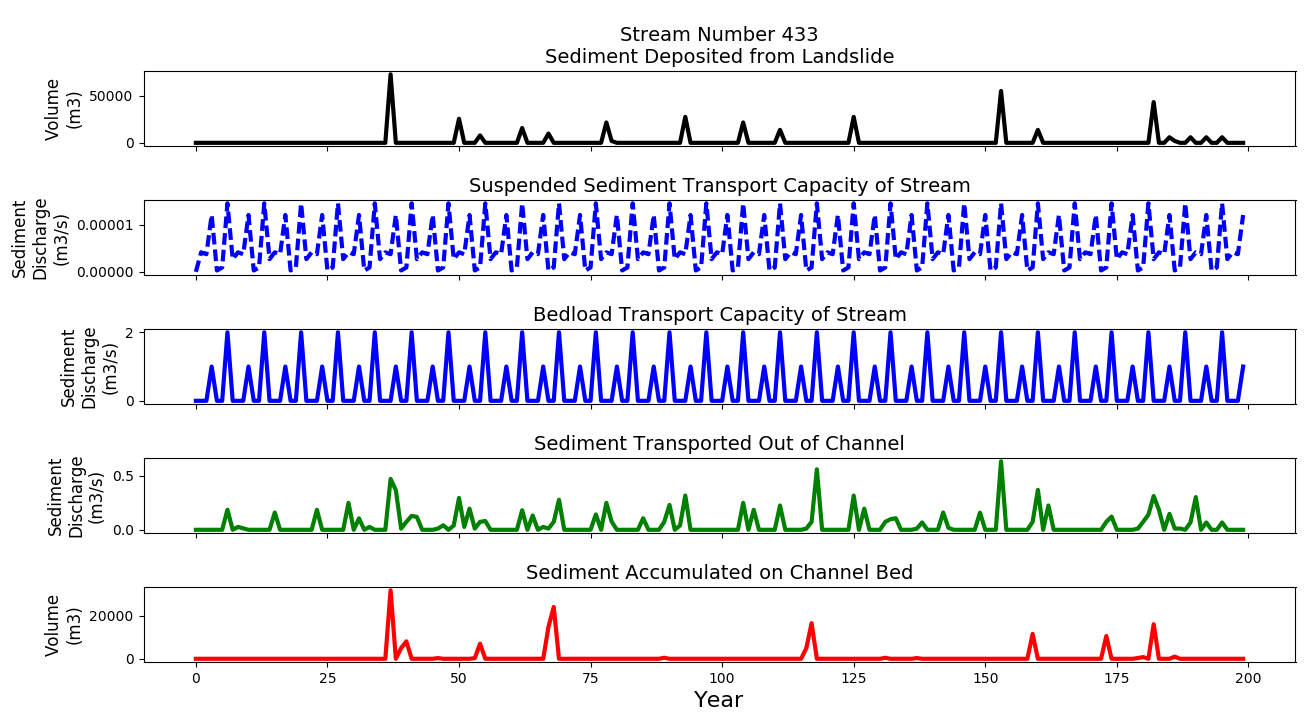 Stream Number 433
Sediment Deposited from Landslide
Volume
(m3)
50000
0
Suspended Sediment Transport Capacity of Stream
Sediment
Discharge
(m3/s)
0.00001
0.00000
Bedload Transport Capacity of Stream
Sediment
Discharge
(m3/s)
2
0
Sediment Transported Out of Channel
Sediment
Discharge
(m3/s)
0.5
0.0
Sediment Accumulated on Channel Bed
Volume
(m3)
20000
0
0 25 50 75 100 125 150 175 200
Year